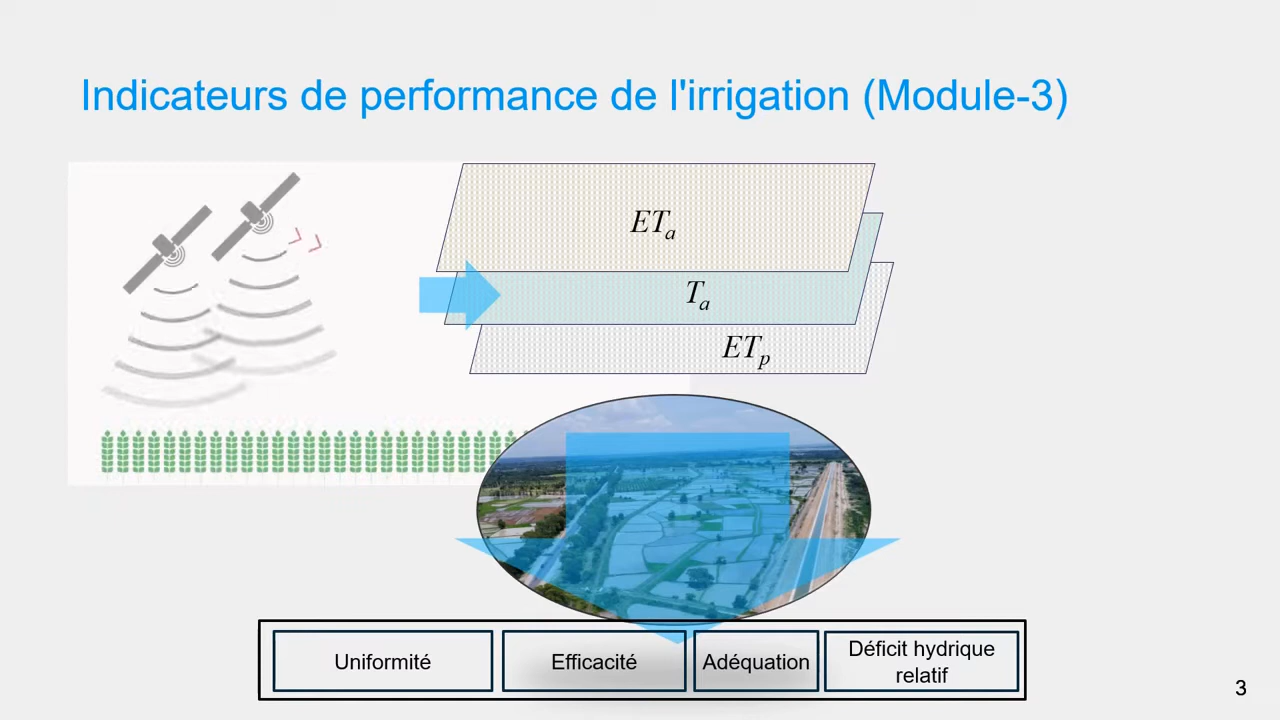 Indicateurs de performance de l'irrigation (Module-3)
ETa
Ta
ETp
Uniformité
Efficacité
Adéquation
Déficit hydrique
relatif
3